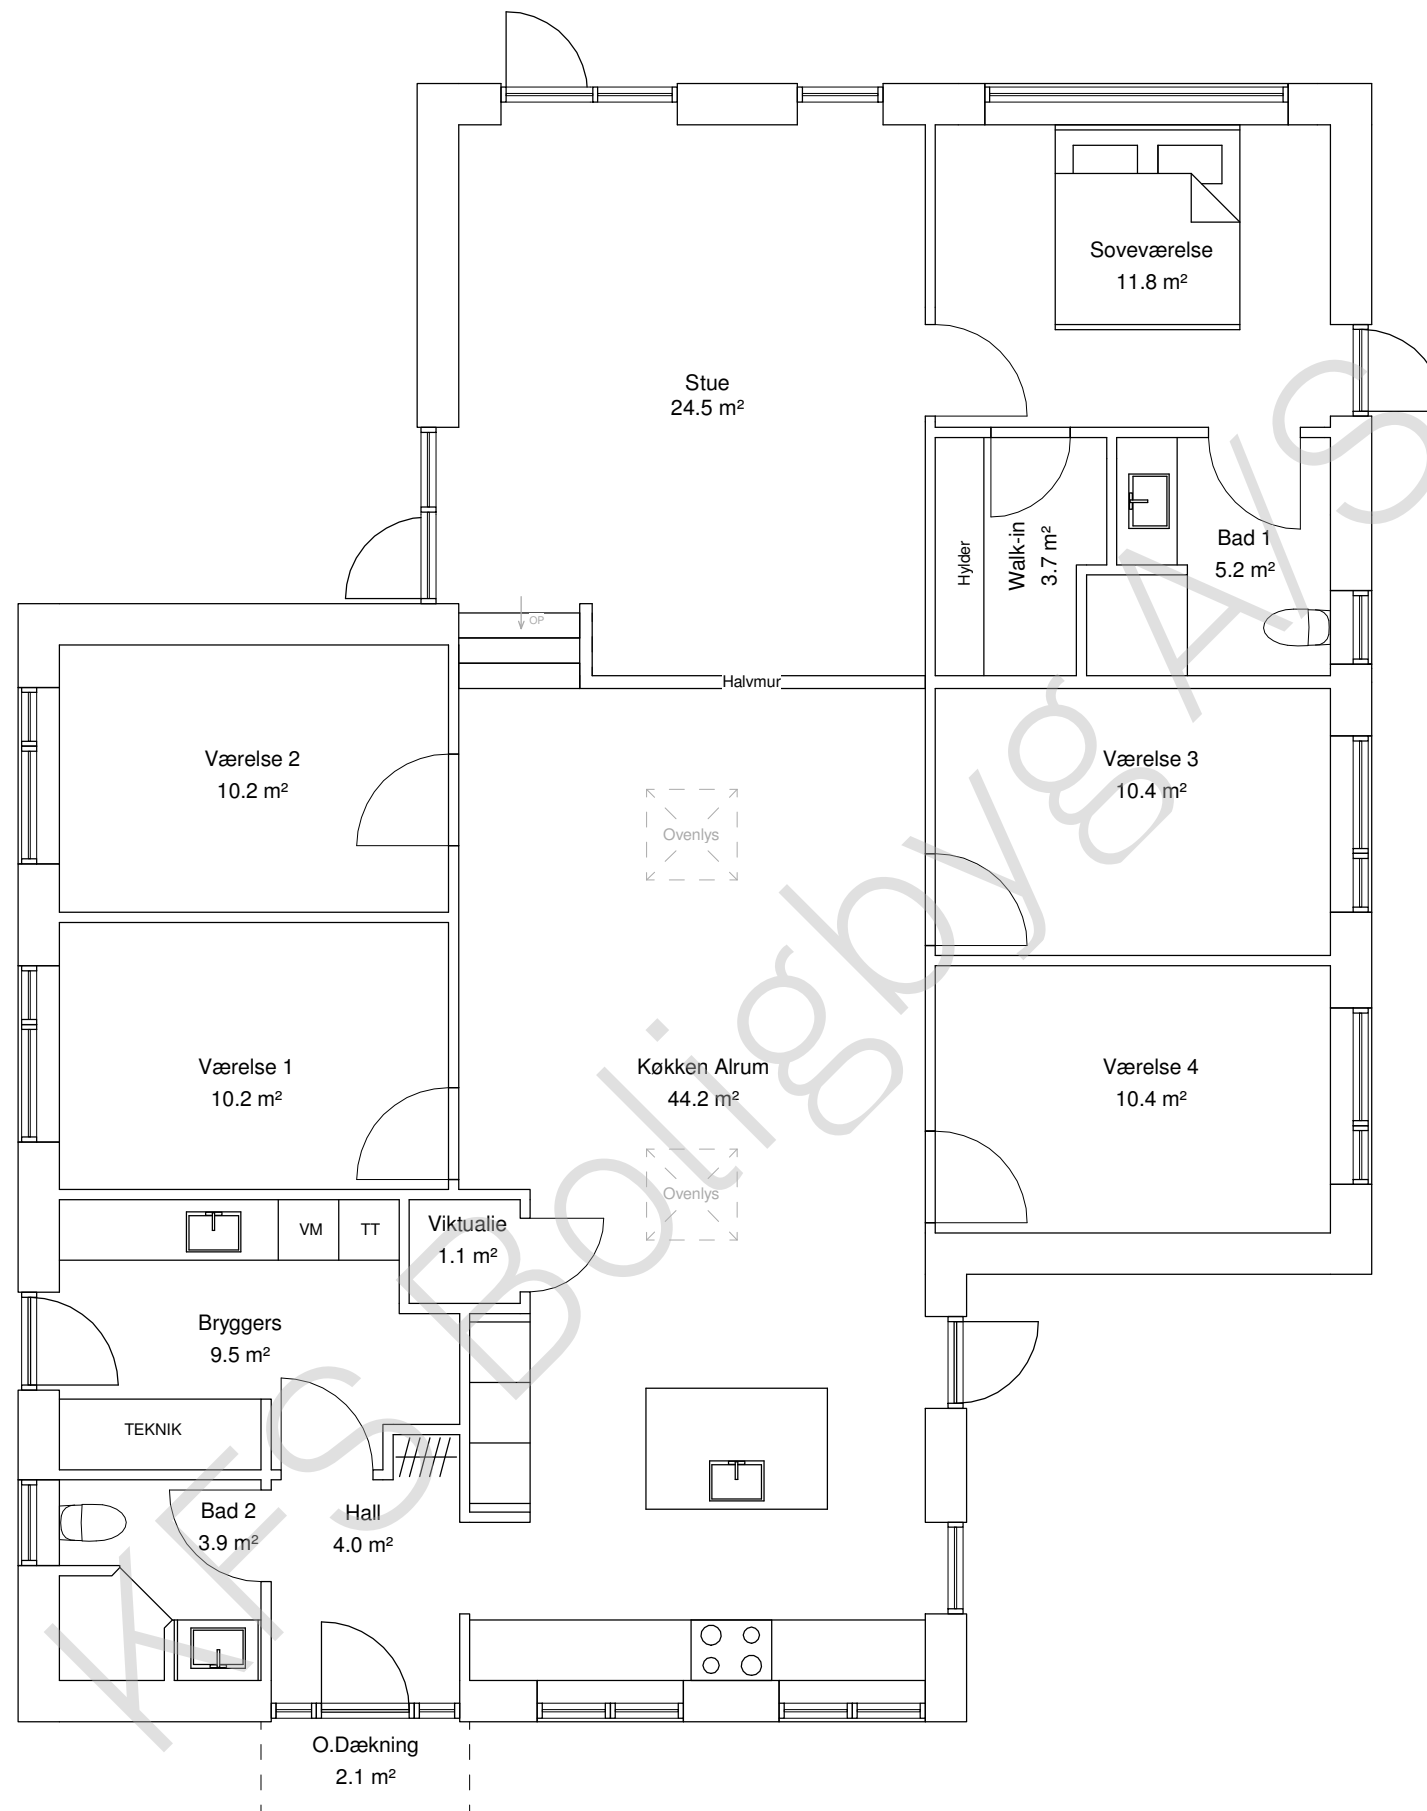 Soveværelse
11.8 m²
Stue
24.5 m²
Hylder
Walk-in
3.7 m²
Bad 1
5.2 m²
OP
Halvmur
Værelse 2
10.2 m²
Værelse 3
10.4 m²
Ovenlys
Værelse 1
10.2 m²
Køkken Alrum
44.2 m²
Værelse 4
10.4 m²
Ovenlys
VM
TT
Viktualie
1.1 m²
Bryggers
9.5 m²
TEKNIK
Bad 2
3.9 m²
Hall
4.0 m²
O.Dækning
2.1 m²
KFS Boligbyg A/S